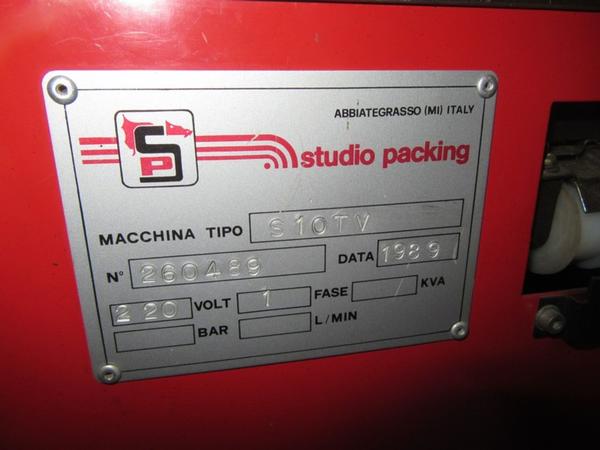 ABBIATEGRASSO (MI) ITALY
SP
studio packing
MACCHINA TIPO S10TV
N° 260489 DATA 1989
220 VOLT 1 FASE / KVA
BAR L/MIN